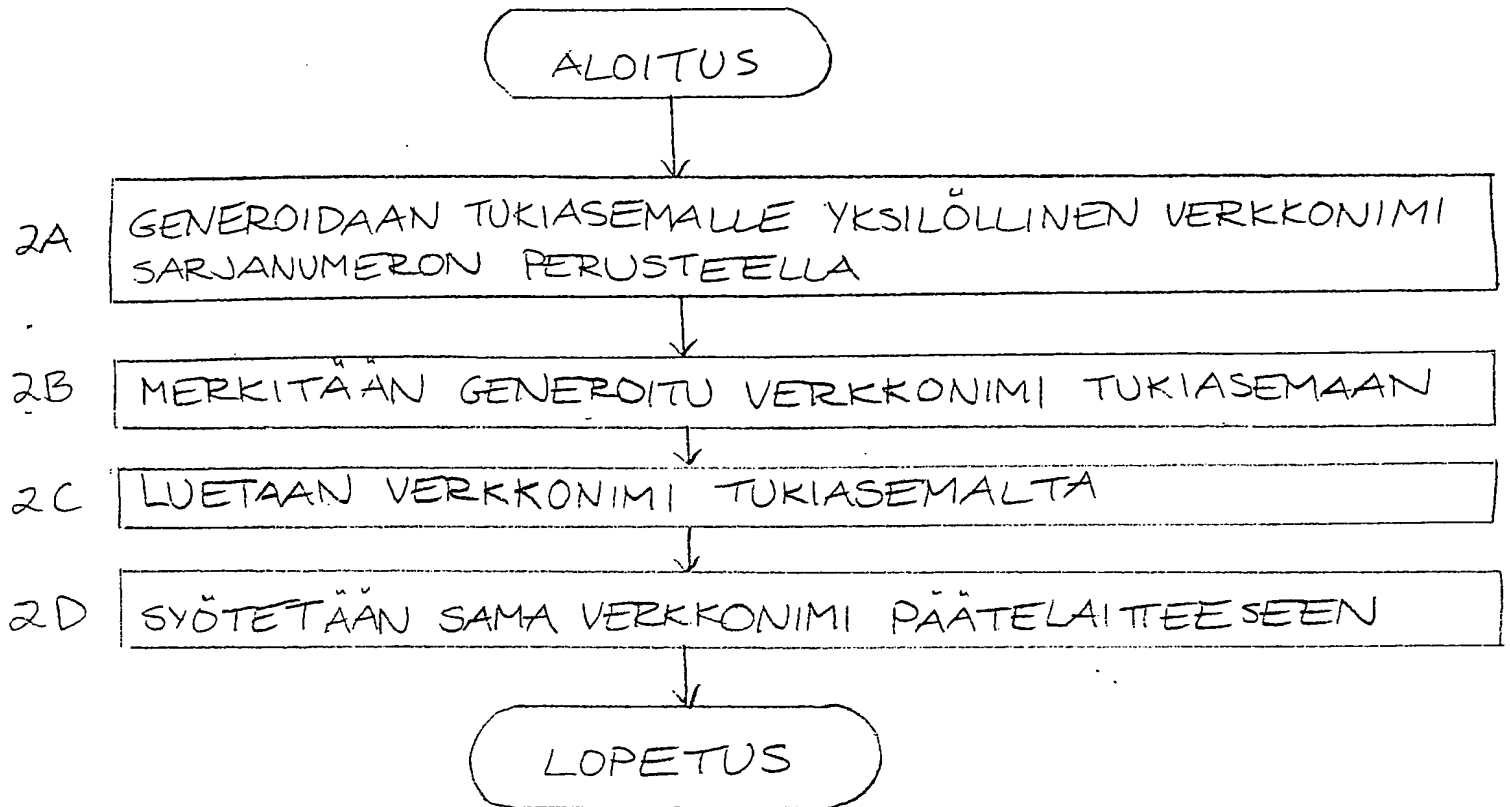 ALOITUS
2A GENEROIDAAN TUKIASEMALLE YKSILÖLLINEN VERKKONIMI
SARJANUMERON PERUSTEELLA
2B MERKITÄÄN GENEROITU VERKKONIMI TUKIASEMAAN
2C LUETAAN VERKKONIMI TUKIASEMALTA
2D SYÖTETÄÄN SAMA VERKKONIMI PÄÄTELAITTEESEEN
LOPETUS